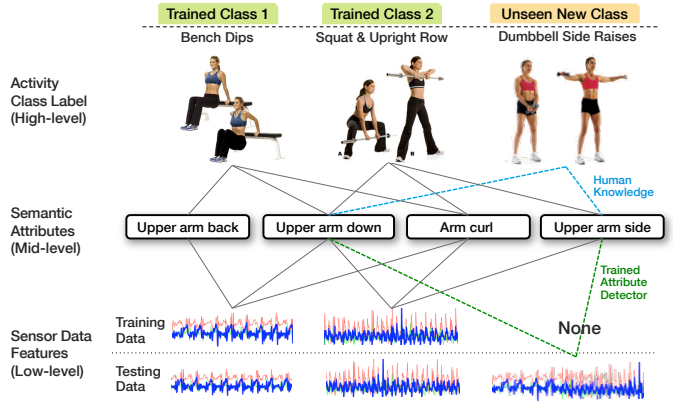 Trained Class 1
Trained Class 2
Unseen New Class
Bench Dips
Squat & Upright Row
Dumbbell Side Raises
Activity
Class Label
(High-level)
A
B
Human
Knowledge
Semantic
Attributes
(Mid-level)
Upper arm back
Upper arm down
Arm curl
Upper arm side
Trained
Attribute
Detector
Sensor Data
Features
(Low-level)
Training
Data
None
Testing
Data